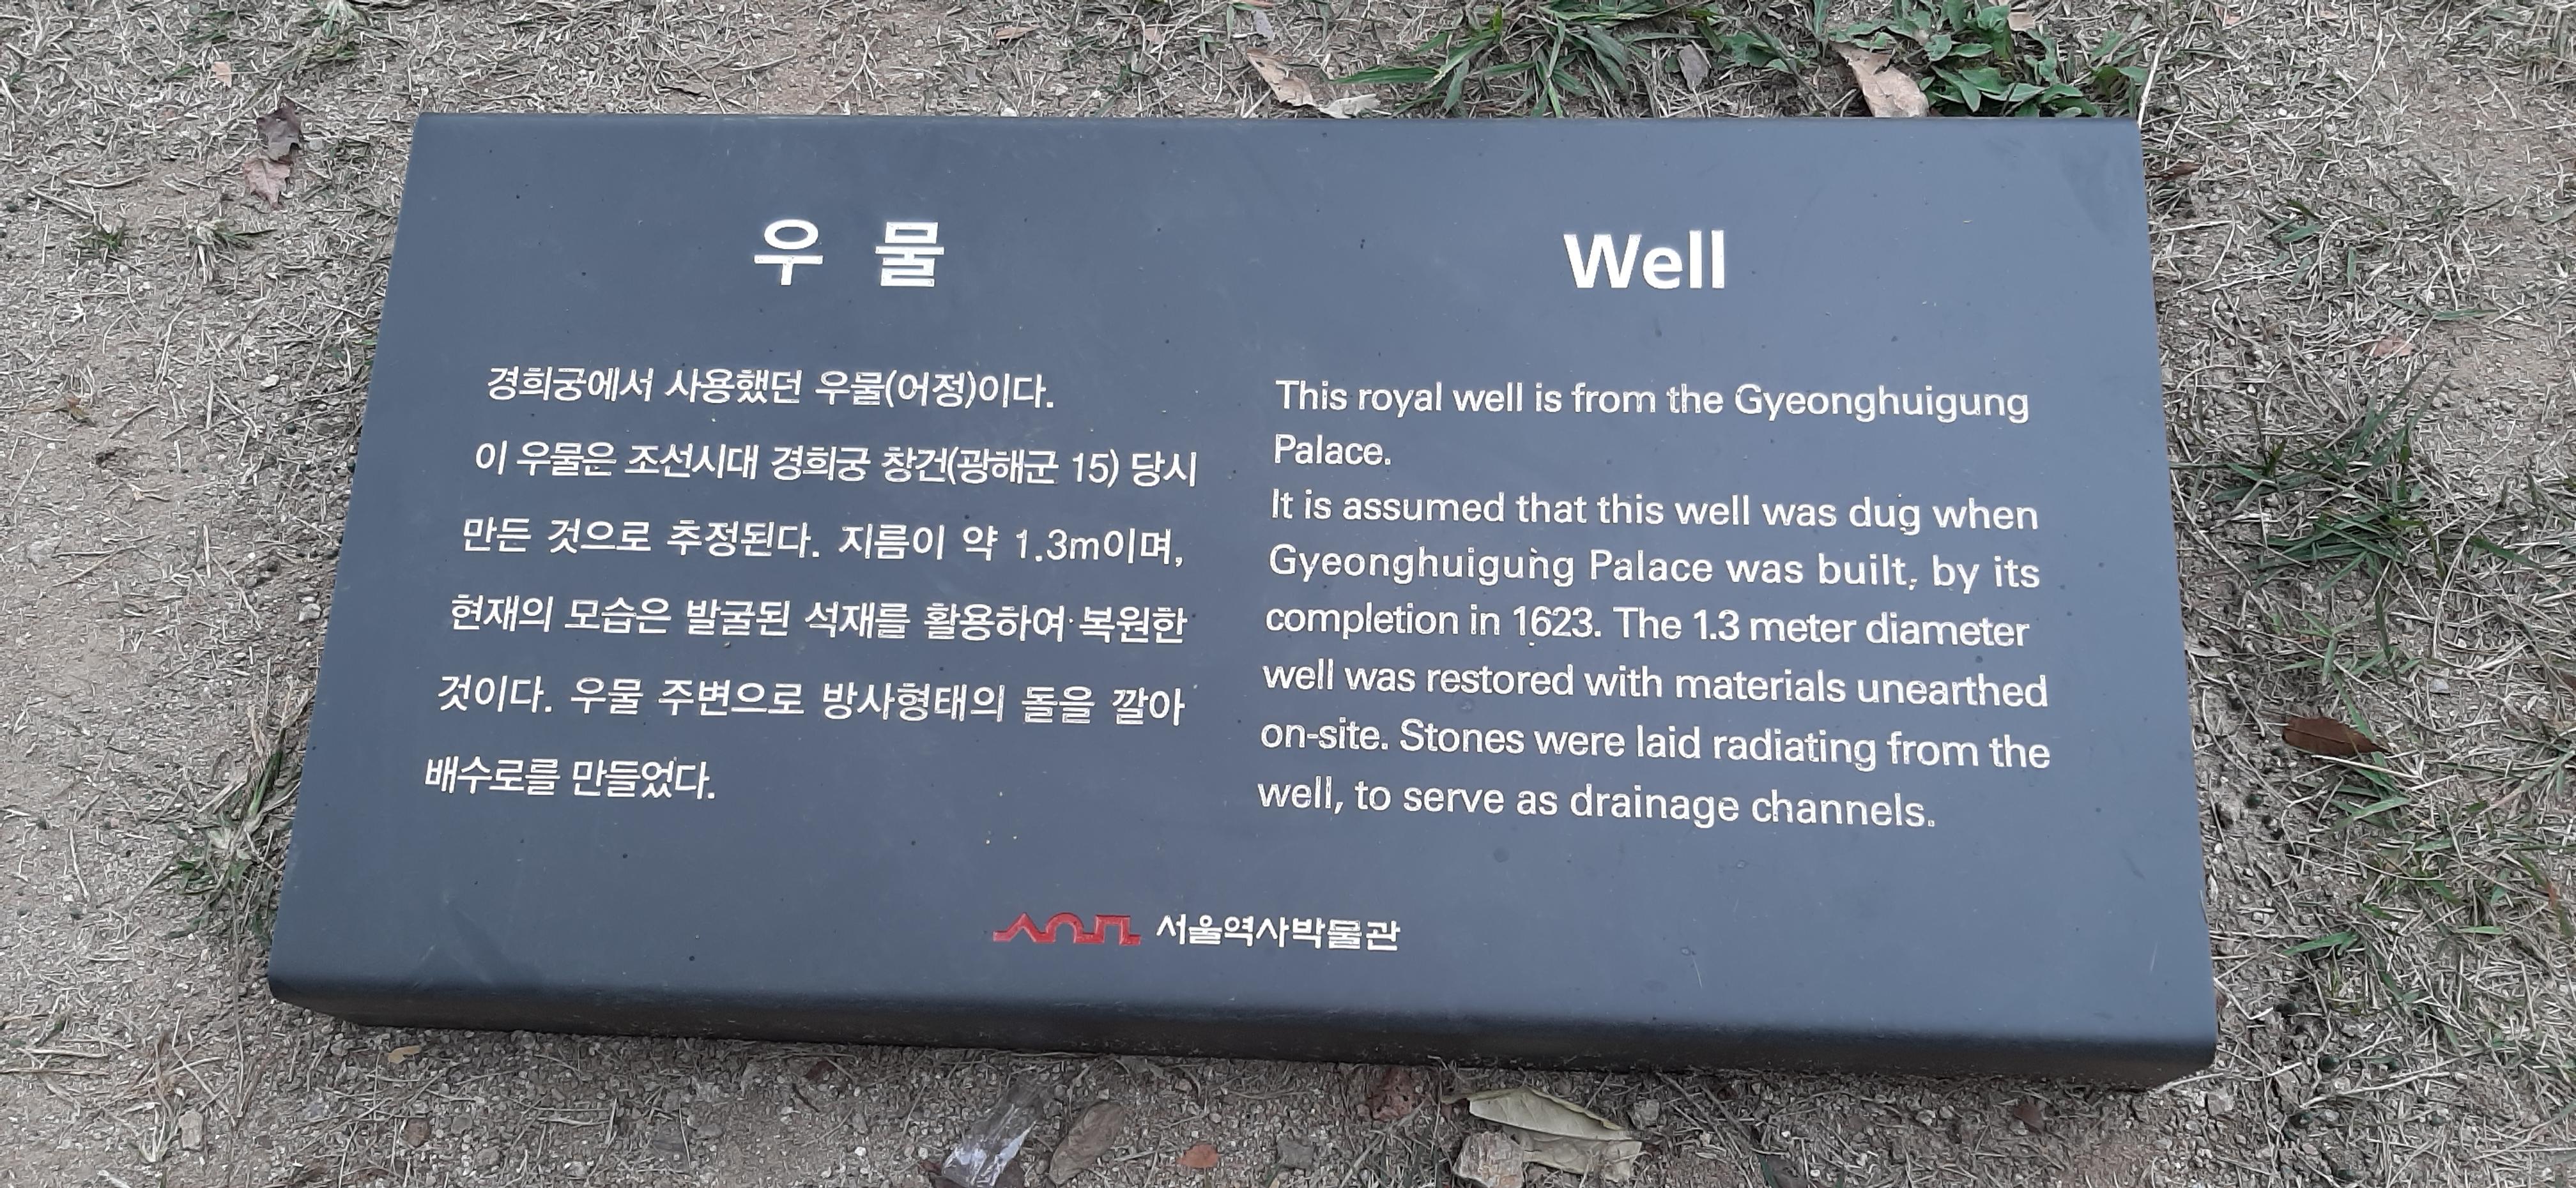 우 물
경희궁에서 사용했던 우물(어정)이다.
이 우물은 조선시대 경희궁 창건(광해군 15) 당시
만든 것으로 추정된다. 지름이 약 1.3m이며,
현재의 모습은 발굴된 석재를 활용하여 복원한
것이다. 우물 주변으로 방사형태의 돌을 깔아
배수로를 만들었다.
Well
This royal well is from the Gyeonghuigung
Palace.
It is assumed that this well was dug when
Gyeonghuigung Palace was built, by its
completion in 1623. The 1.3 meter diameter
well was restored with materials unearthed
on-site. Stones were laid radiating from the
well, to serve as drainage channels.
서울역사박물관